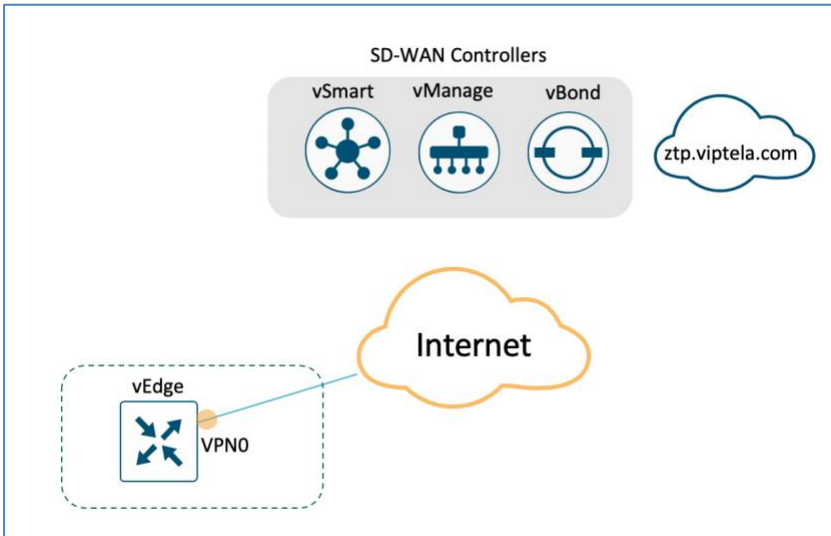 SD-WAN Controllers
vSmart
vManage
vBond
ztp.viptela.com
Internet
vEdge
VPN0